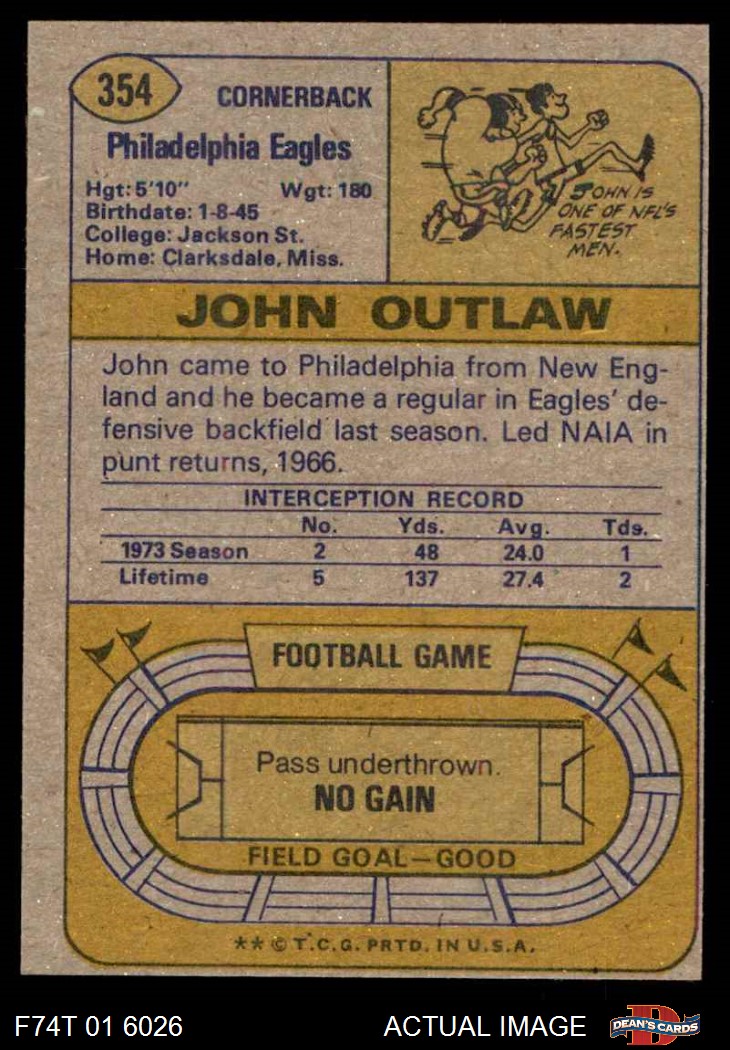 354
CORNERBACK
Philadelphia Eagles
Hgt: 5'10" Wgt: 180
Birthdate: 1-8-45
College: Jackson St.
Home: Clarksdale, Miss.
JOHN IS
ONE OF NFL'S
FASTEST
MEN.
JOHN OUTLAW
John came to Philadelphia from New Eng-
land and he became a regular in Eagles' de-
fensive backfield last season. Led NAIA in
punt returns, 1966.
INTERCEPTION RECORD
No. Yds. Avg. Tds.
1973 Season 2 48 24.0 1
Lifetime 5 137 27.4 2
FOOTBALL GAME
Pass underthrown.
NO GAIN
FIELD GOAL—GOOD
** © T.C.G. PRTD. IN U.S.A.
F74T 01 6026 ACTUAL IMAGE D DEAN'S CARDS